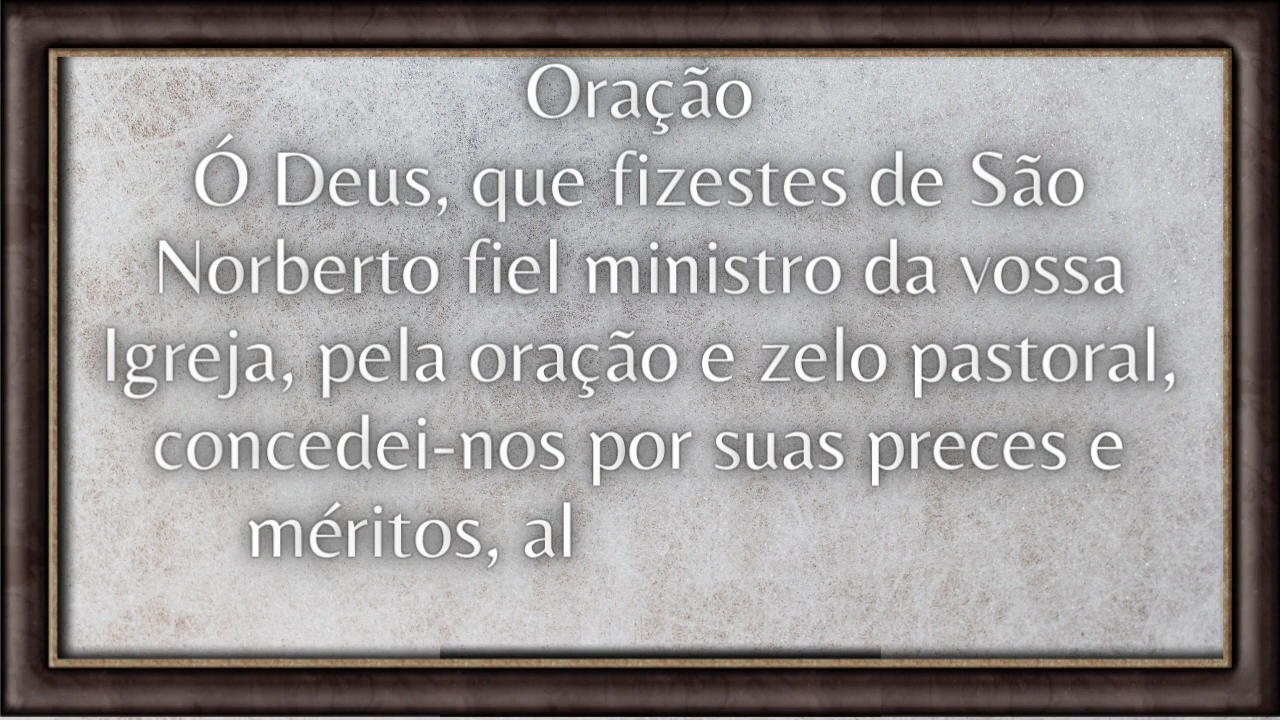 Oração
Ó Deus, que fizestes de São
Norberto fiel ministro da vossa
Igreja, pela oração e zelo pastoral,
concedei-nos por suas preces e
méritos, al